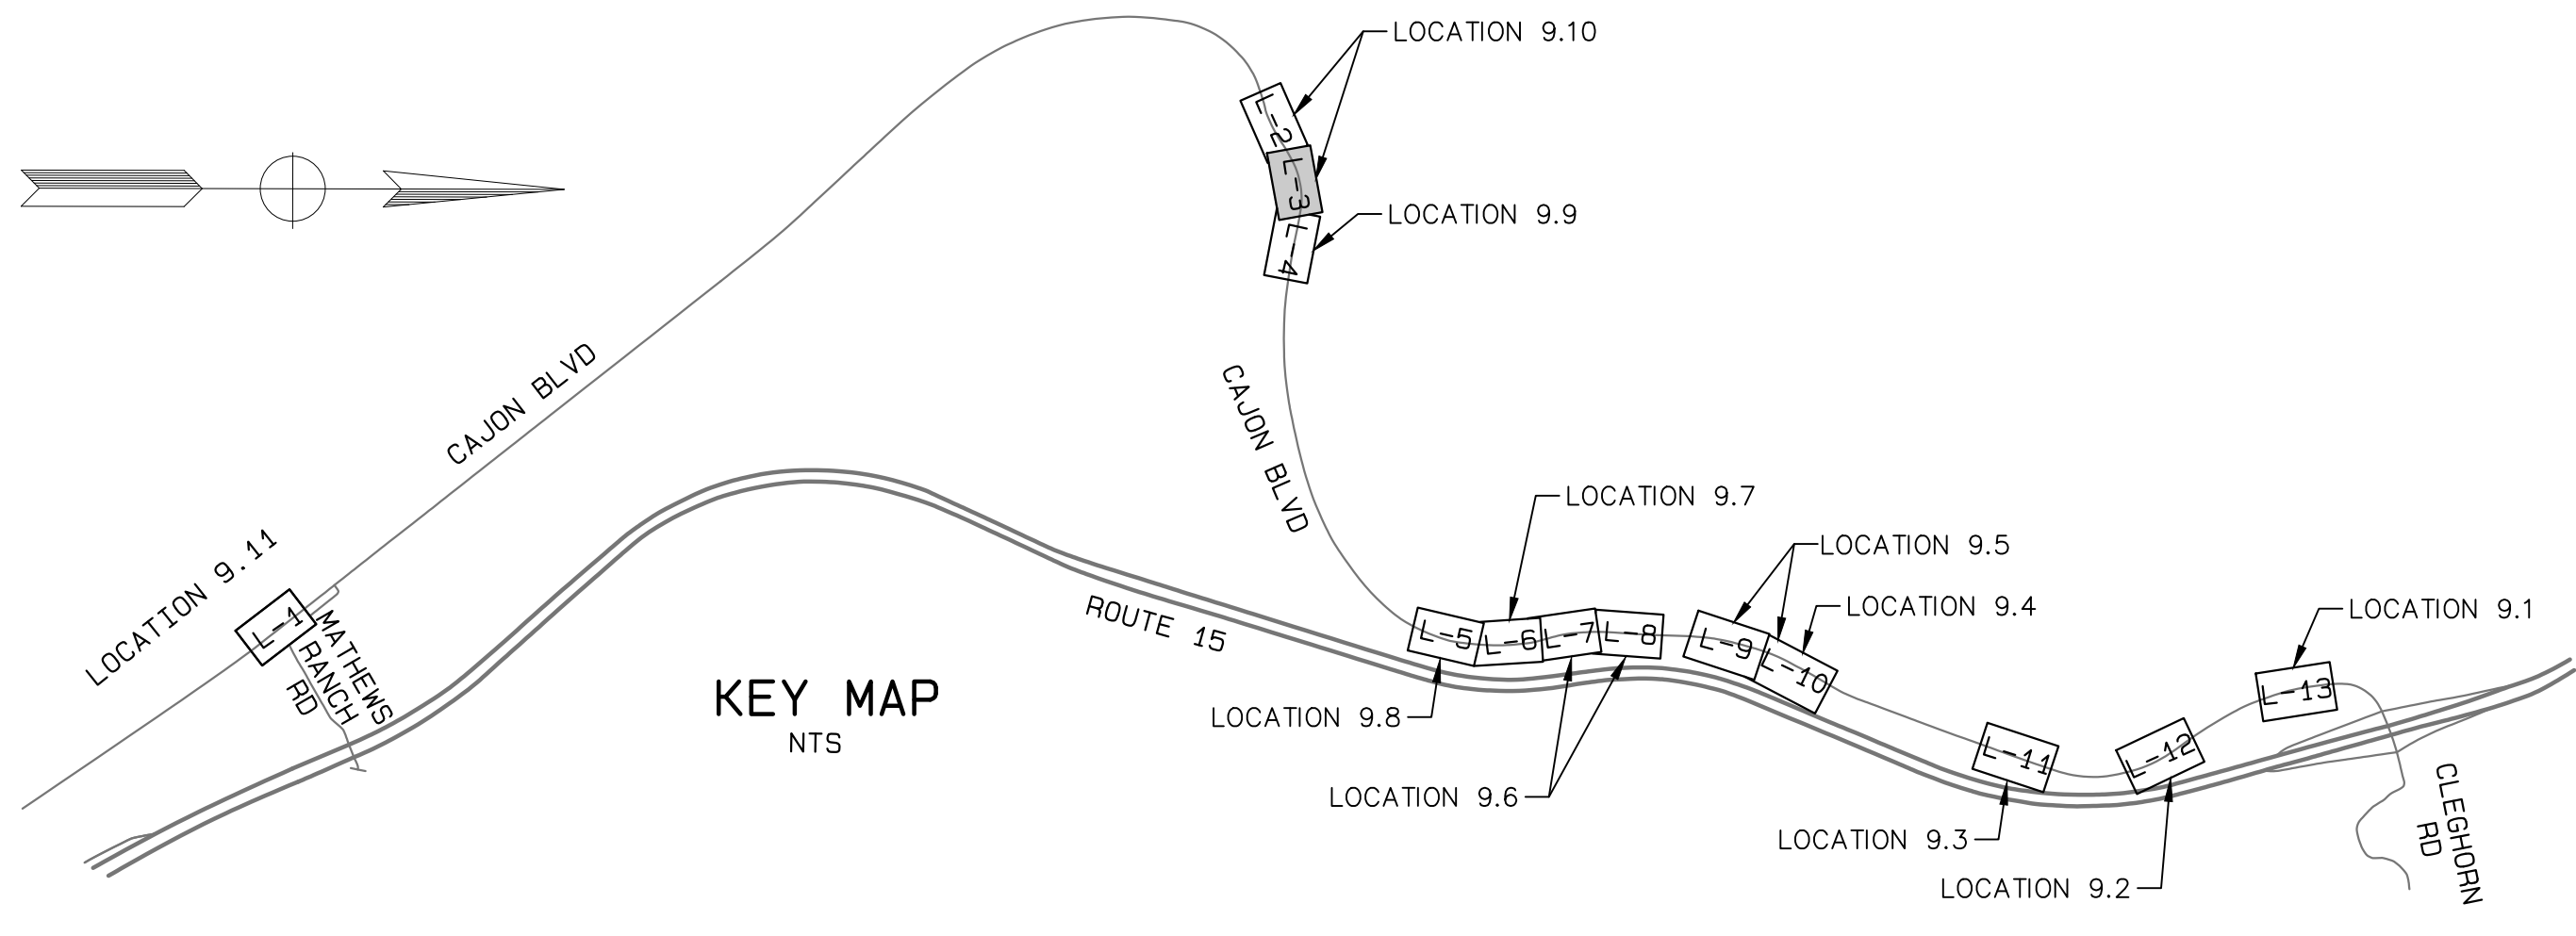 LOCATION 9.10
L-2
L-3
L-4
LOCATION 9.9
CAJON BLVD
CAJON BLVD
LOCATION 9.7
LOCATION 9.5
LOCATION 9.4
LOCATION 9.1
LOCATION 9.11
L-1
MATHEWS
RANCH
RD
ROUTE 15
L-5
L-6
L-7
L-8
L-9
L-10
L-11
L-12
L-13
KEY MAP
NTS
LOCATION 9.8
LOCATION 9.6
LOCATION 9.3
LOCATION 9.2
CLEGHORN
RD